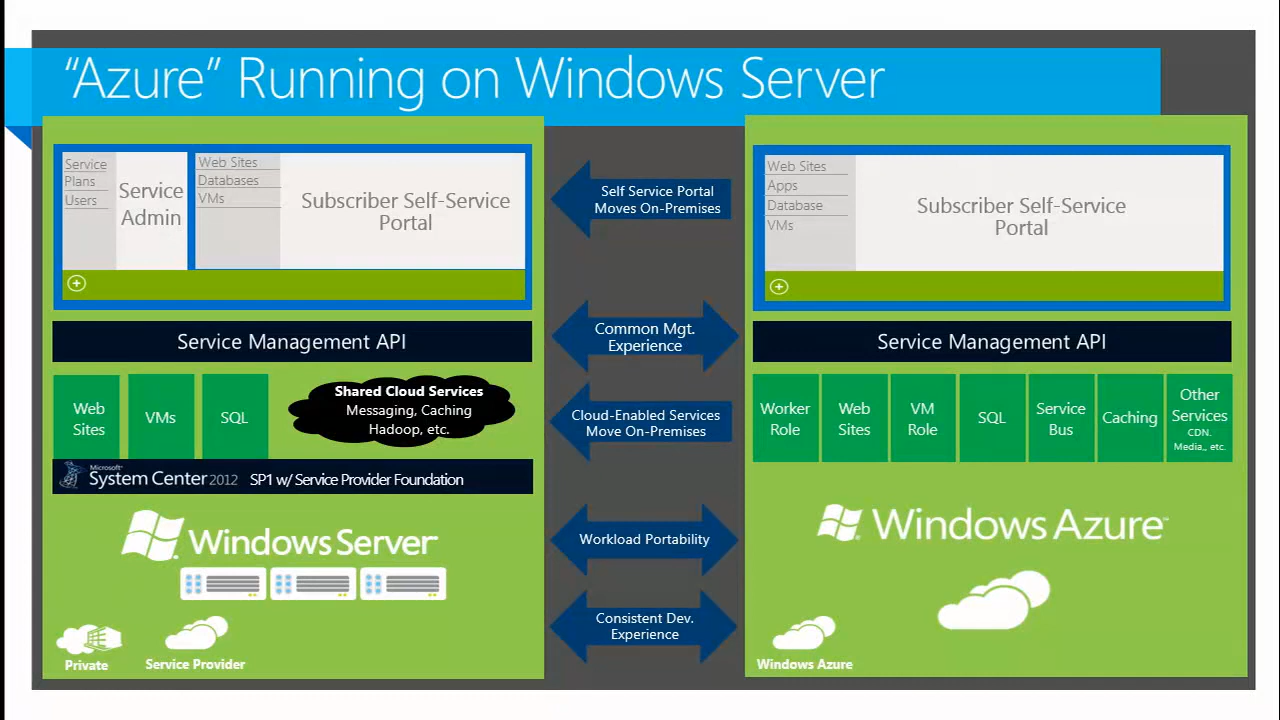 “Azure” Running on Windows Server
Service
Plans
Users
Service
Admin
Web Sites
Databases
VMs
Subscriber Self-Service
Portal
Service Management API
Web
Sites
VMs
SQL
Shared Cloud Services
Messaging, Caching
Hadoop, etc.
Microsoft®
System Center 2012 SP1 w/ Service Provider Foundation
Windows Server®
Private
Service Provider
Self Service Portal
Moves On-Premises
Common Mgt.
Experience
Cloud-Enabled Services
Move On-Premises
Workload Portability
Consistent Dev.
Experience
Web Sites
Apps
Database
VMs
Subscriber Self-Service
Portal
Service Management API
Worker
Role
Web
Sites
VM
Role
SQL
Service
Bus
Caching
Other
Services
CDN.
Media,, etc.
Windows Azure™
Windows Azure